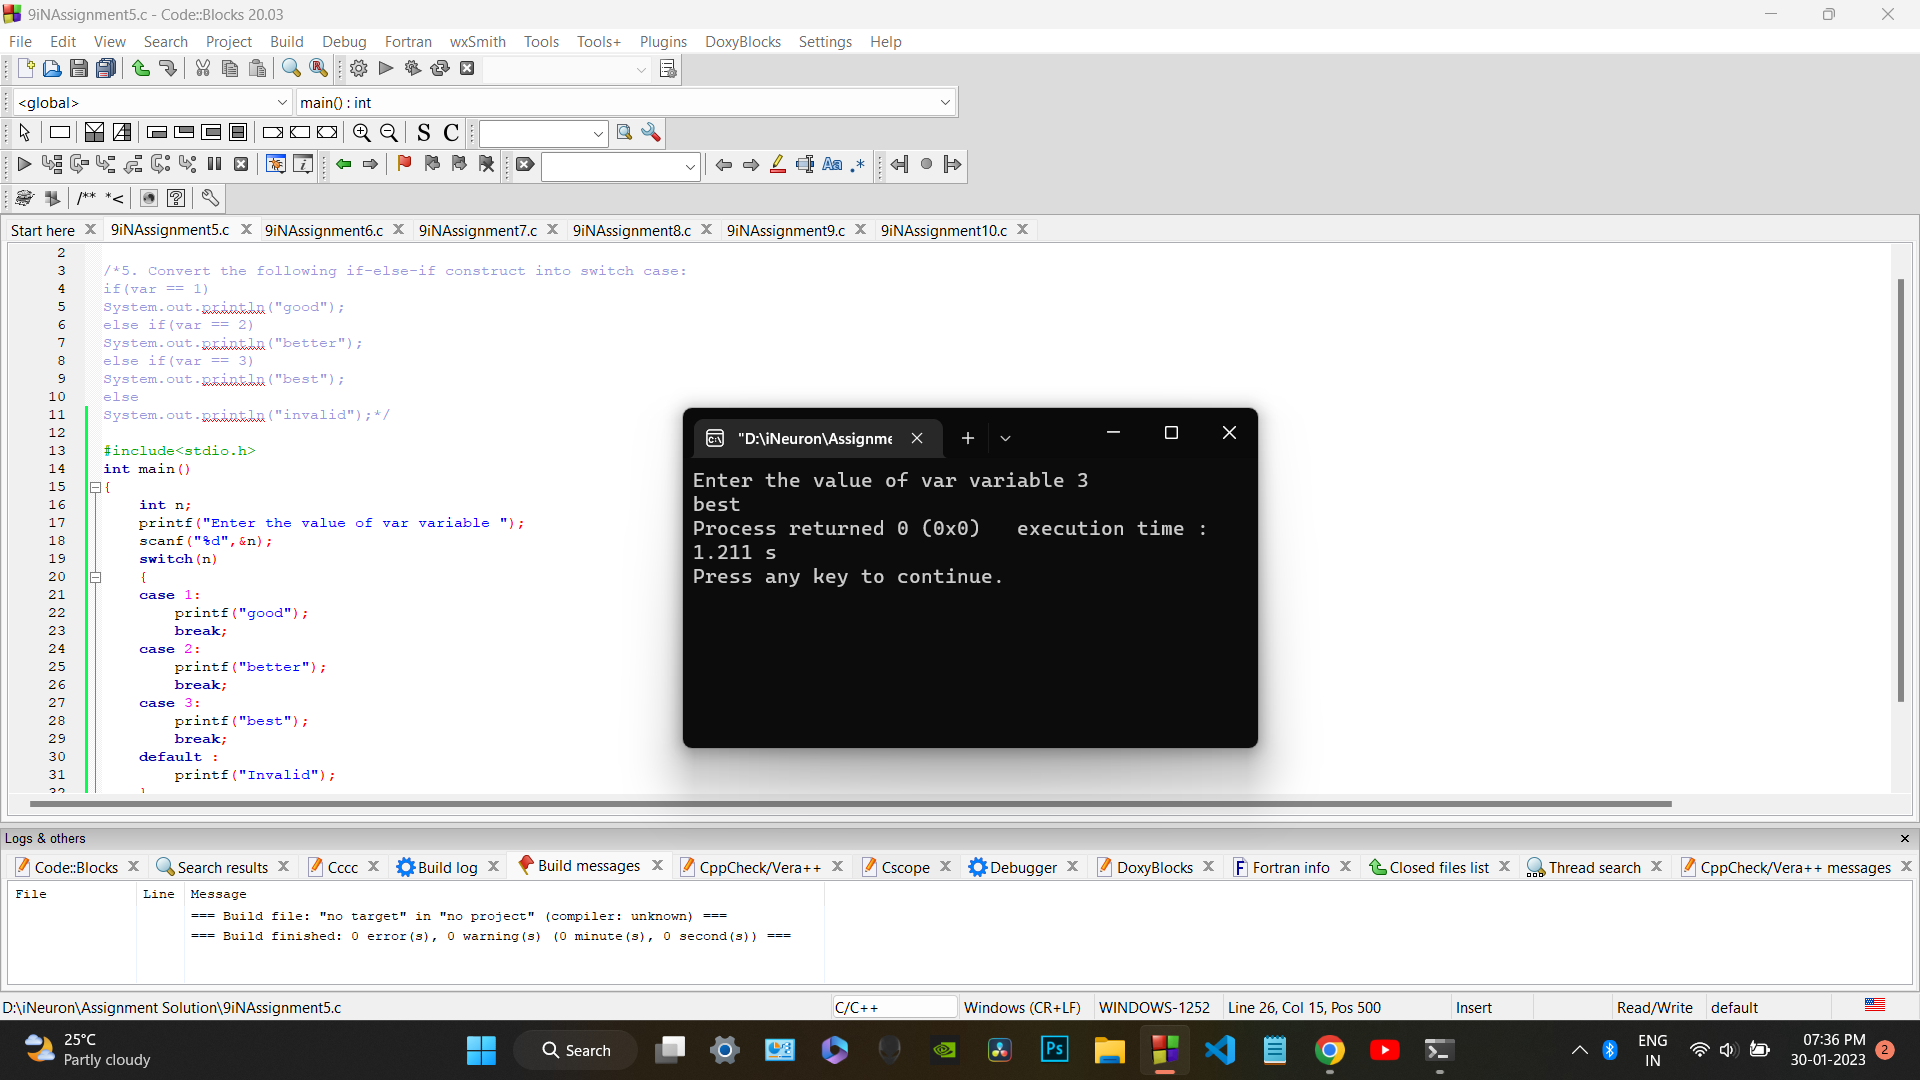 9iNAssignment5.c - Code::Blocks 20.03
File Edit View Search Project Build Debug Fortran wxSmith Tools Tools+ Plugins DoxyBlocks Settings Help
<global> main() : int
S C
Aa .*
/** *<
Start here 9iNAssignment5.c 9iNAssignment6.c 9iNAssignment7.c 9iNAssignment8.c 9iNAssignment9.c 9iNAssignment10.c
2
3 /*5. Convert the following if-else-if construct into switch case:
4 if(var == 1)
5 System.out.println("good");
6 else if(var == 2)
7 System.out.println("better");
8 else if(var == 3)
9 System.out.println("best");
10 else
11 System.out.println("invalid");*/
12
13 #include<stdio.h>
14 int main()
15 {
16 int n;
17 printf("Enter the value of var variable ");
18 scanf("%d",&n);
19 switch(n)
20 {
21 case 1:
22 printf("good");
23 break;
24 case 2:
25 printf("better");
26 break;
27 case 3:
28 printf("best");
29 break;
30 default :
31 printf("Invalid");
32 }
"D:\iNeuron\Assignme
Enter the value of var variable 3
best
Process returned 0 (0x0)   execution time :
1.211 s
Press any key to continue.
Logs & others
Code::Blocks Search results Cccc Build log Build messages CppCheck/Vera++ Cscope Debugger DoxyBlocks Fortran info Closed files list Thread search CppCheck/Vera++ messages
File Line Message
=== Build file: "no target" in "no project" (compiler: unknown) ===
=== Build finished: 0 error(s), 0 warning(s) (0 minute(s), 0 second(s)) ===
D:\iNeuron\Assignment Solution\9iNAssignment5.c C/C++ Windows (CR+LF) WINDOWS-1252 Line 26, Col 15, Pos 500 Insert Read/Write default
25°C
Partly cloudy
Search
Ps
ENG
IN
07:36 PM
30-01-2023
2